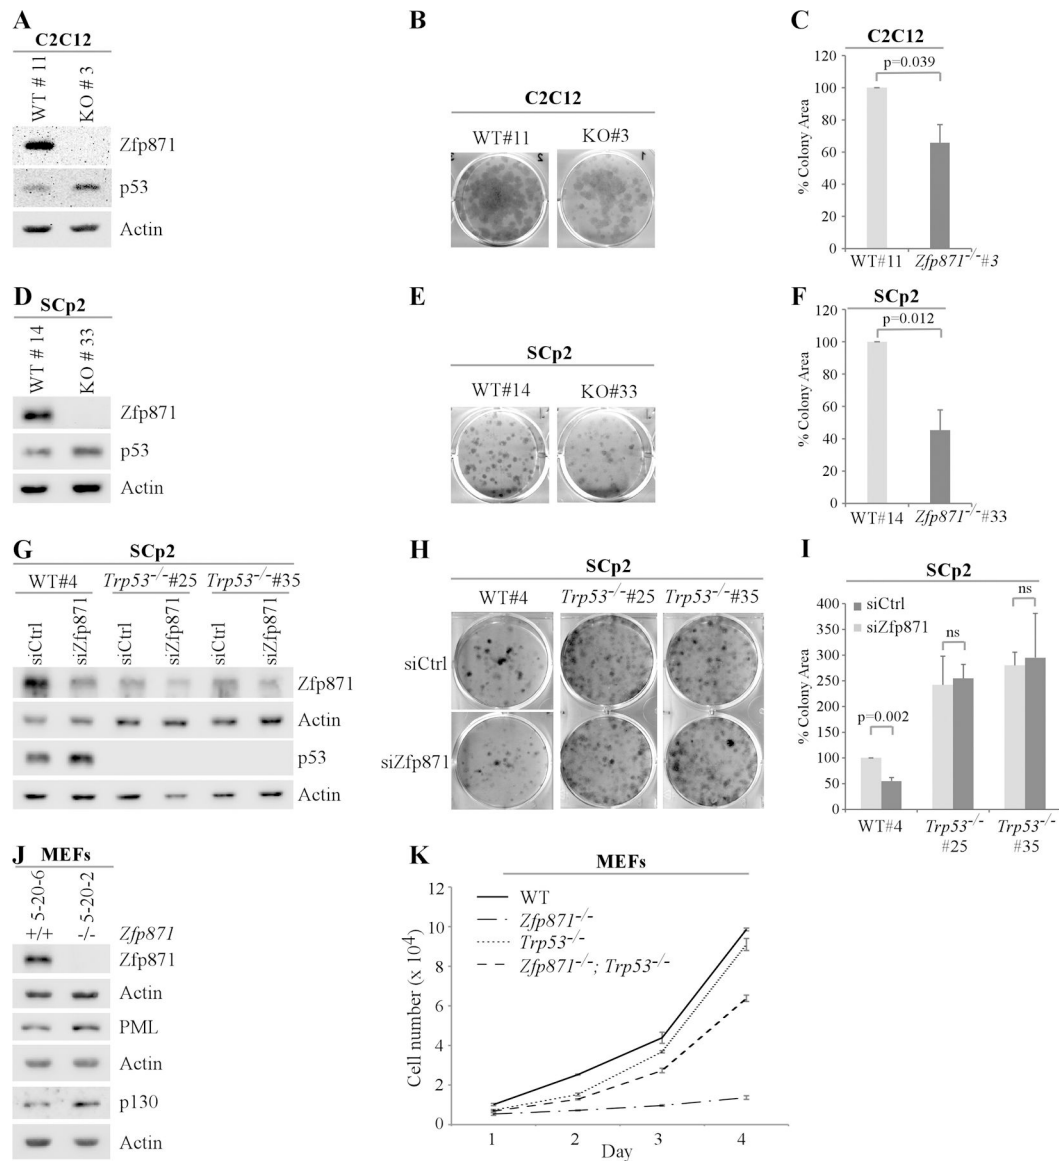 A
C2C12
WT # 11
KO # 3
Zfp871
p53
Actin
B
C2C12
WT#11 KO#3
C
C2C12
p=0.039
% Colony Area
120
100
80
60
40
20
0
WT#11 Zfp871-/-#3
D
SCp2
WT # 14
KO # 33
Zfp871
p53
Actin
E
SCp2
WT#14 KO#33
F
SCp2
p=0.012
% Colony Area
120
100
80
60
40
20
0
WT#14 Zfp871-/-#33
G
SCp2
WT#4 Trp53-/-#25 Trp53-/-#35
siCtrl siZfp871 siCtrl siZfp871 siCtrl siZfp871
Zfp871
Actin
p53
Actin
H
SCp2
WT#4 Trp53-/-#25 Trp53-/-#35
siCtrl
siZfp871
I
SCp2
siCtrl
siZfp871
ns
ns
p=0.002
% Colony Area
400
350
300
250
200
150
100
50
0
WT#4 Trp53-/- Trp53-/-
#25 #35
J
MEFs
5-20-6 5-20-2
+/+ -/- Zfp871
Zfp871
Actin
PML
Actin
p130
Actin
K
MEFs
WT
Zfp871-/-
Trp53-/-
Zfp871-/-; Trp53-/-
Cell number (x 10⁴)
12
10
8
6
4
2
0
1 2 3 4
Day